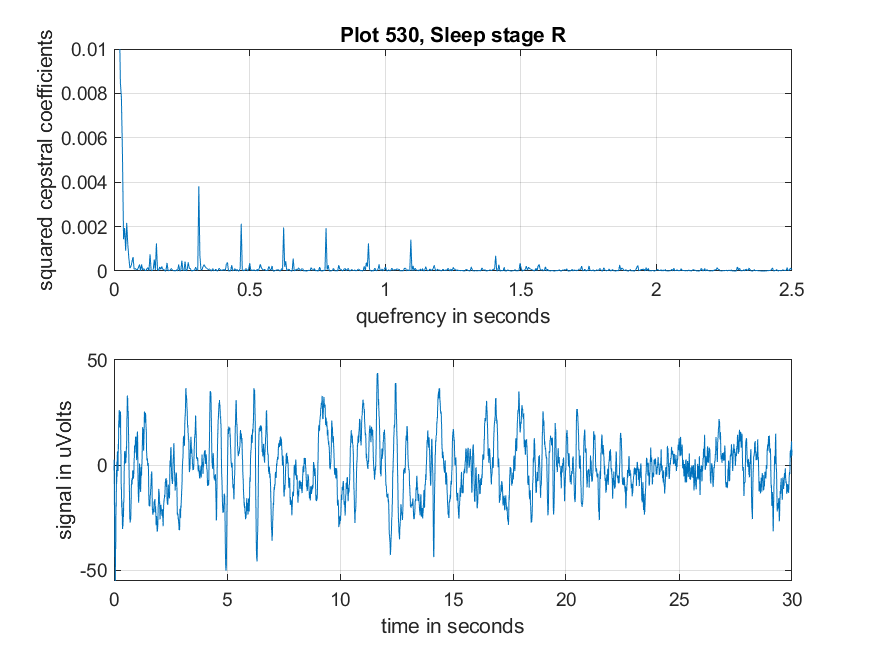 Plot 530, Sleep stage R
squared cepstral coefficients
0.01
0.008
0.006
0.004
0.002
0
0 0.5 1 1.5 2 2.5
quefrency in seconds
signal in uVolts
50
0
-50
0 5 10 15 20 25 30
time in seconds